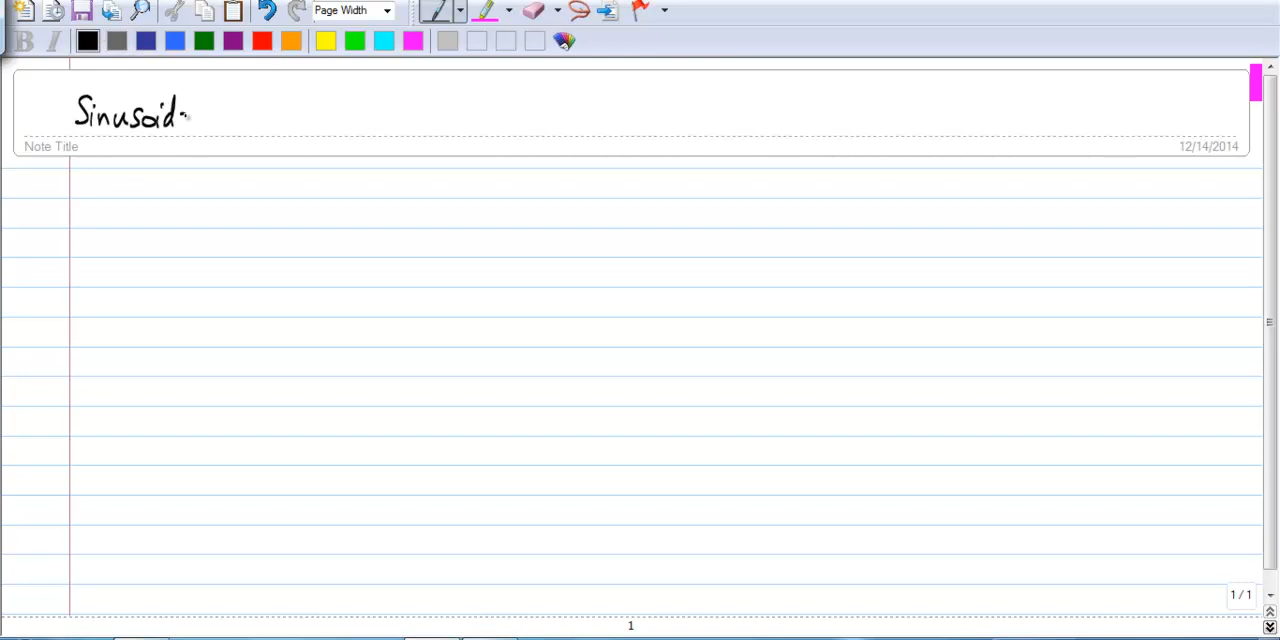 Page Width
B I
Sinusoid
Note Title 12/14/2014
1 / 1
1